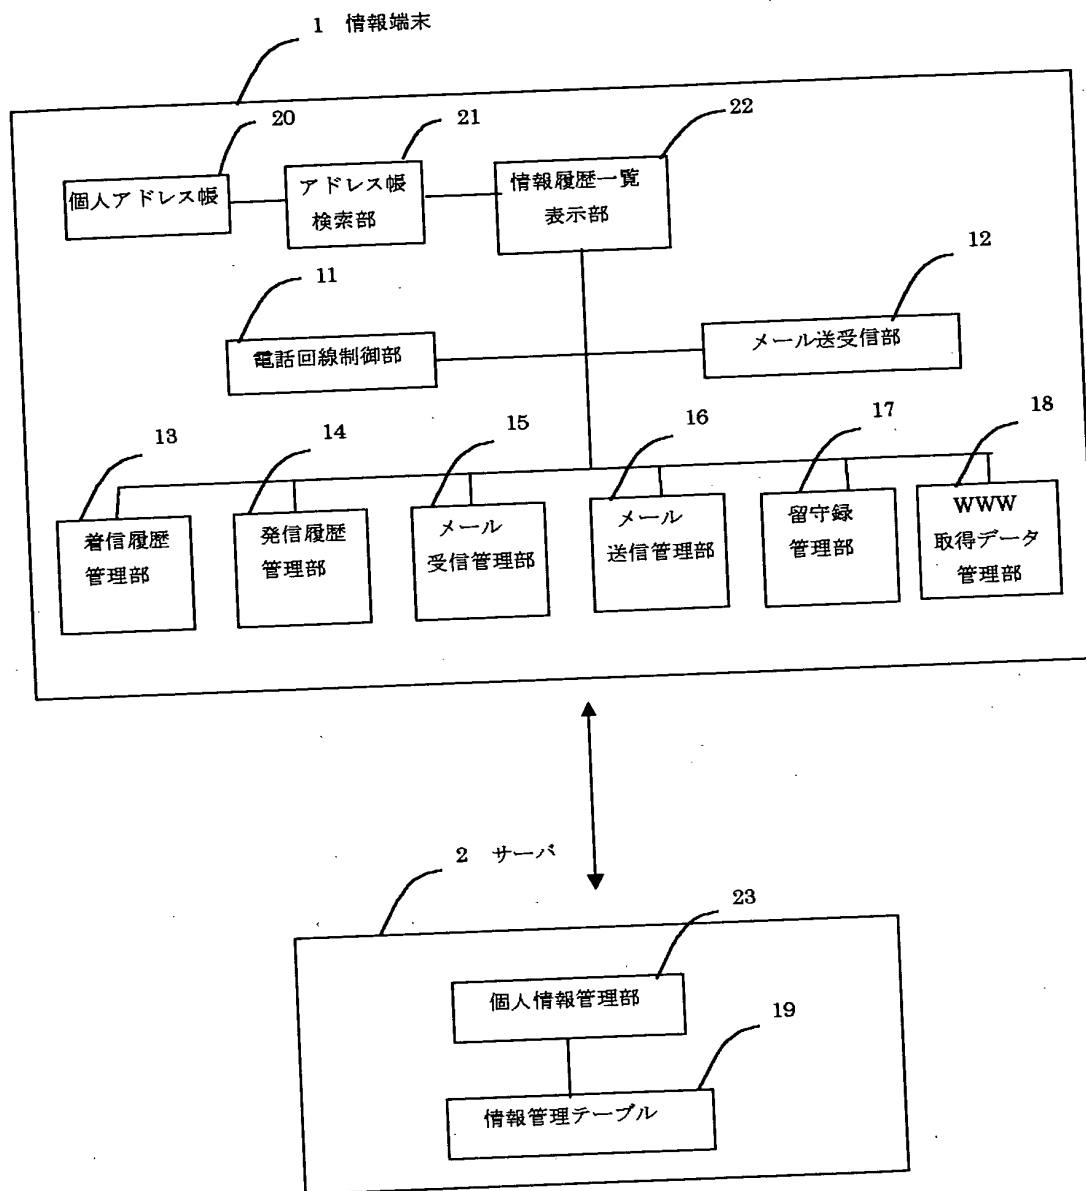 1 情報端末
20
21
22
個人アドレス帳
アドレス帳
検索部
情報履歴一覧
表示部
11
12
電話回線制御部
メール送受信部
13
14
15
16
17
18
着信履歴
管理部
発信履歴
管理部
メール
受信管理部
メール
送信管理部
留守録
管理部
WWW
取得データ
管理部
2 サーバ
23
個人情報管理部
19
情報管理テーブル